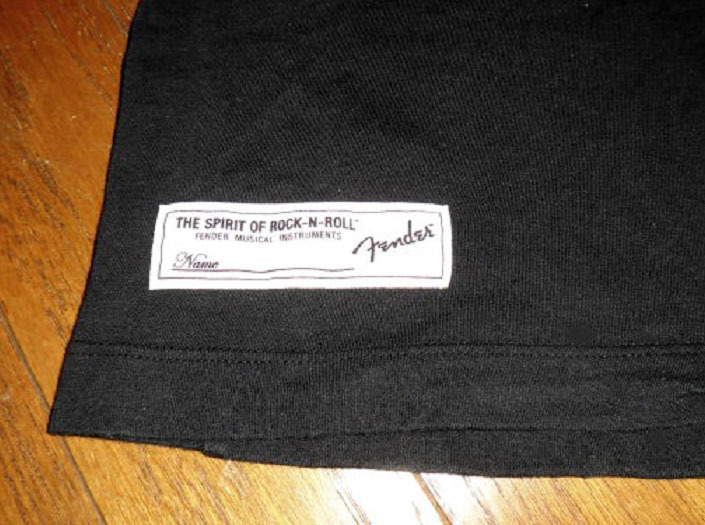 THE SPIRIT OF ROCK-N-ROLL™
FENDER MUSICAL INSTRUMENTS
Fender
Name